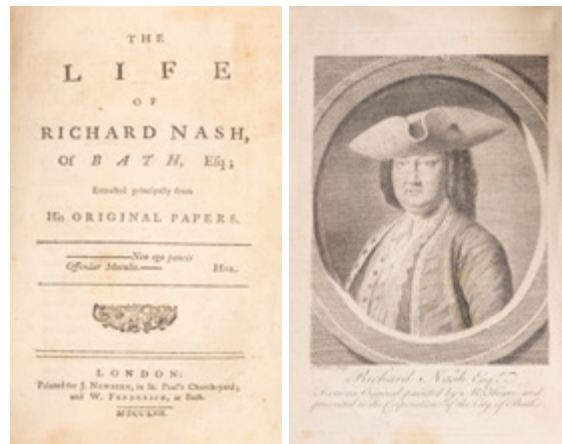 THE
LIFE
OF
RICHARD NASH,
Of BATH, Eſq;
Extracted principally from
His ORIGINAL PAPERS.
——Non ego paucis
Offendar Maculis.—— HOR.
LONDON:
Printed for J. NEWBERY, in St. Paul's Church-yard;
and W. FREDERICK, at Bath.
MDCCLXII.
Richard Nash Esqr.
From an Original painted by Mr. Hoare and
presented to the Corporation of the City of Bath